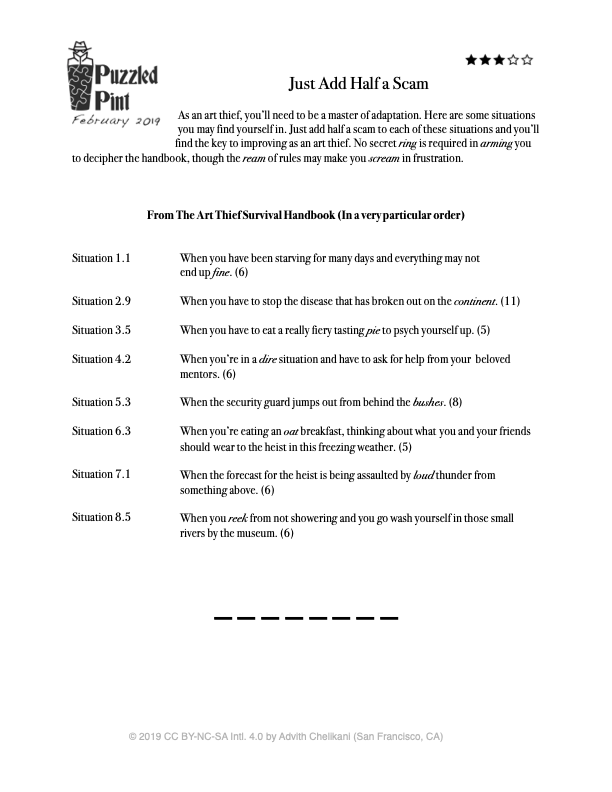 Puzzled
Pint
February 2019
★★★☆☆
Just Add Half a Scam
As an art thief, you'll need to be a master of adaptation. Here are some situations
you may find yourself in. Just add half a scam to each of these situations and you'll
find the key to improving as an art thief. No secret ring is required in arming you
to decipher the handbook, though the ream of rules may make you scream in frustration.
From The Art Thief Survival Handbook (In a very particular order)
Situation 1.1 When you have been starving for many days and everything may not
end up fine. (6)
Situation 2.9 When you have to stop the disease that has broken out on the continent. (11)
Situation 3.5 When you have to eat a really fiery tasting pie to psych yourself up. (5)
Situation 4.2 When you're in a dire situation and have to ask for help from your beloved
mentors. (6)
Situation 5.3 When the security guard jumps out from behind the bushes. (8)
Situation 6.3 When you're eating an oat breakfast, thinking about what you and your friends
should wear to the heist in this freezing weather. (5)
Situation 7.1 When the forecast for the heist is being assaulted by loud thunder from
something above. (6)
Situation 8.5 When you reek from not showering and you go wash yourself in those small
rivers by the museum. (6)
© 2019 CC BY-NC-SA Intl. 4.0 by Advith Chelikani (San Francisco, CA)